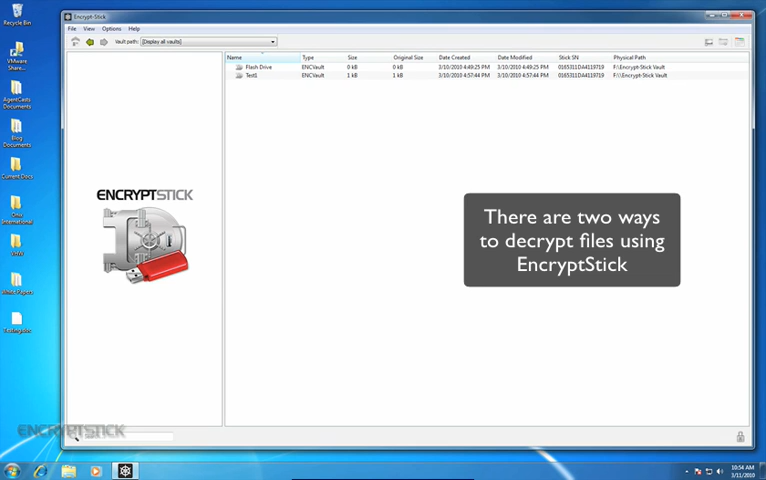 Recycle Bin
VMware
Share...
AgentCasts
Documents
Blog
Documents
Current Docs
Onix
International
White Papers
Encrypt-Stick
File View Options Help
Vault path: [Display all vaults]
Name Type Size Original Size Date Created Date Modified Stick SN Physical Path
Flash Drive ENCVault 0 kB 0 kB 3/10/2010 4:49:25 PM 3/10/2010 4:49:25 PM 0165311DA4119719 F:\\Encrypt-Stick Vault
Test1 ENCVault 1 kB 1 kB 3/10/2010 4:57:44 PM 3/10/2010 4:57:44 PM 0165311DA4119719 F:\\Encrypt-Stick Vault
ENCRYPTSTICK
There are two ways
to decrypt files using
EncryptStick
ENCRYPTSTICK
10:54 AM
3/11/2010